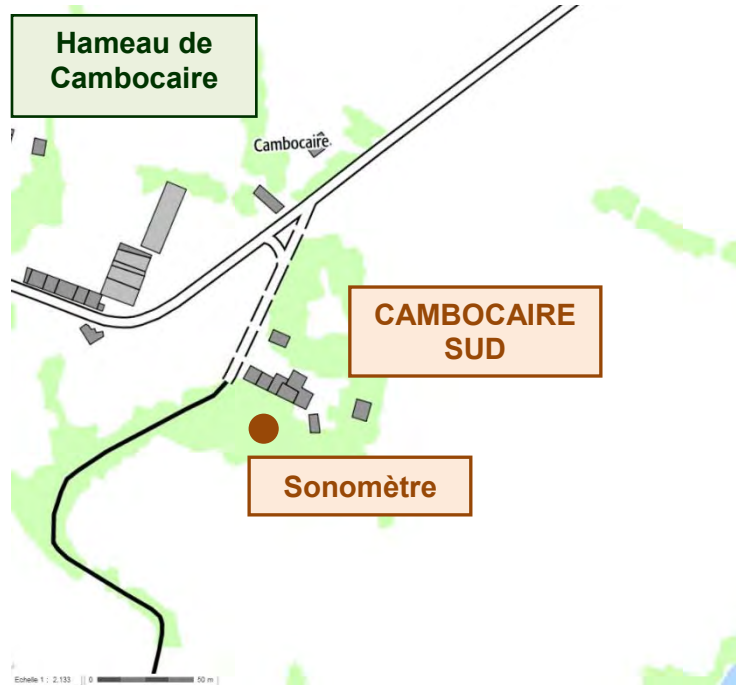 Hameau de
Cambocaire
Cambocaire
CAMBOCAIRE
SUD
Sonomètre
Echelle 1 : 2,133 0 50 m